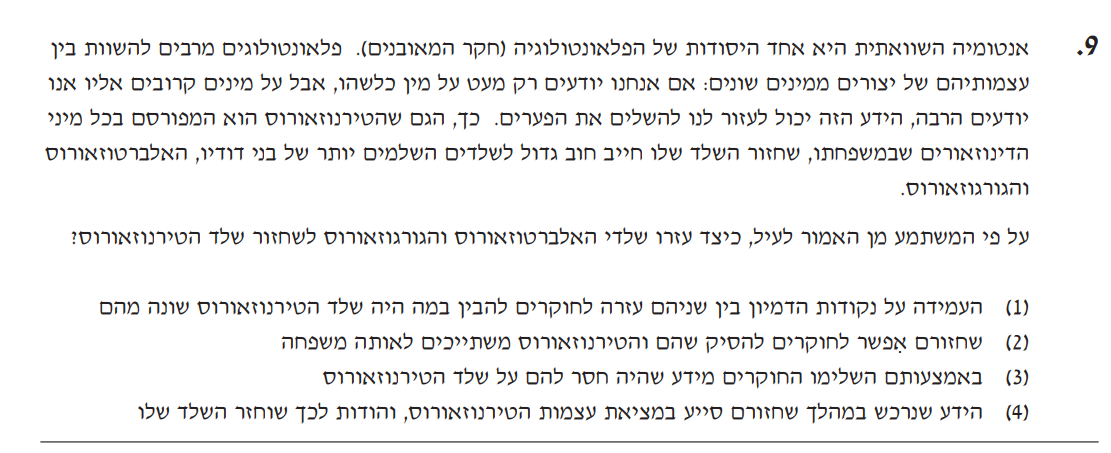 9. אנטומיה השוואתית היא אחד היסודות של הפלאונטולוגיה (חקר המאובנים). פלאונטולוגים מרבים להשוות בין
עצמותיהם של יצורים ממינים שונים: אם אנחנו יודעים רק מעט על מין כלשהו, אבל על מינים קרובים אליו אנו
יודעים הרבה, הידע הזה יכול לעזור לנו להשלים את הפערים. כך, הגם שהטירנוזאורוס הוא המפורסם בכל מיני
הדינוזאורים שבמשפחתו, שחזור השלד שלו חייב חוב גדול לשלדים השלמים יותר של בני דודיו, האלברטוזאורוס
והגורגוזאורוס.
על פי המשתמע מן האמור לעיל, כיצד עזרו שלדי האלברטוזאורוס והגורגוזאורוס לשחזור שלד הטירנוזאורוס?
(1) העמידה על נקודות הדמיון בין שניהם עזרה לחוקרים להבין במה היה שלד הטירנוזאורוס שונה מהם
(2) שחזורם אִפשר לחוקרים להסיק שהם והטירנוזאורוס משתייכים לאותה משפחה
(3) באמצעותם השלימו החוקרים מידע שהיה חסר להם על שלד הטירנוזאורוס
(4) הידע שנרכש במהלך שחזורם סייע במציאת עצמות הטירנוזאורוס, והודות לכך שוחזר השלד שלו